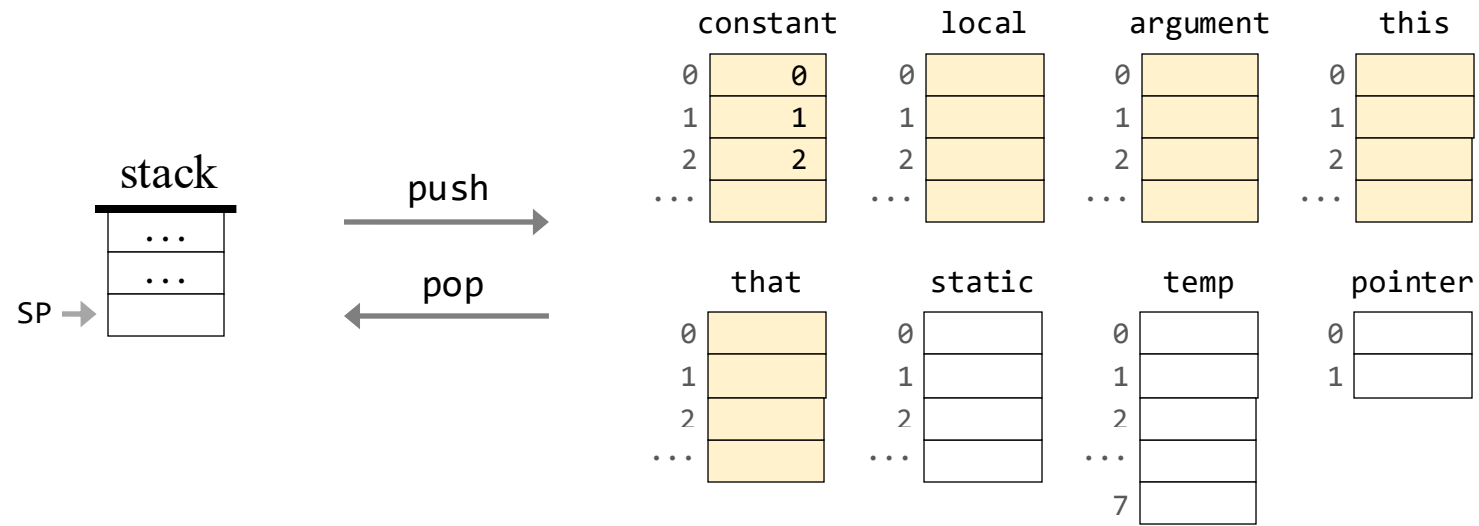 constant local argument this
0 0 0 0 0
1 1 1 1 1
2 2 2 2 2
... ... ... ...
stack
...
...
SP
push
pop
that static temp pointer
0 0 0 0
1 1 1 1
2 2 2
... ... ...
7